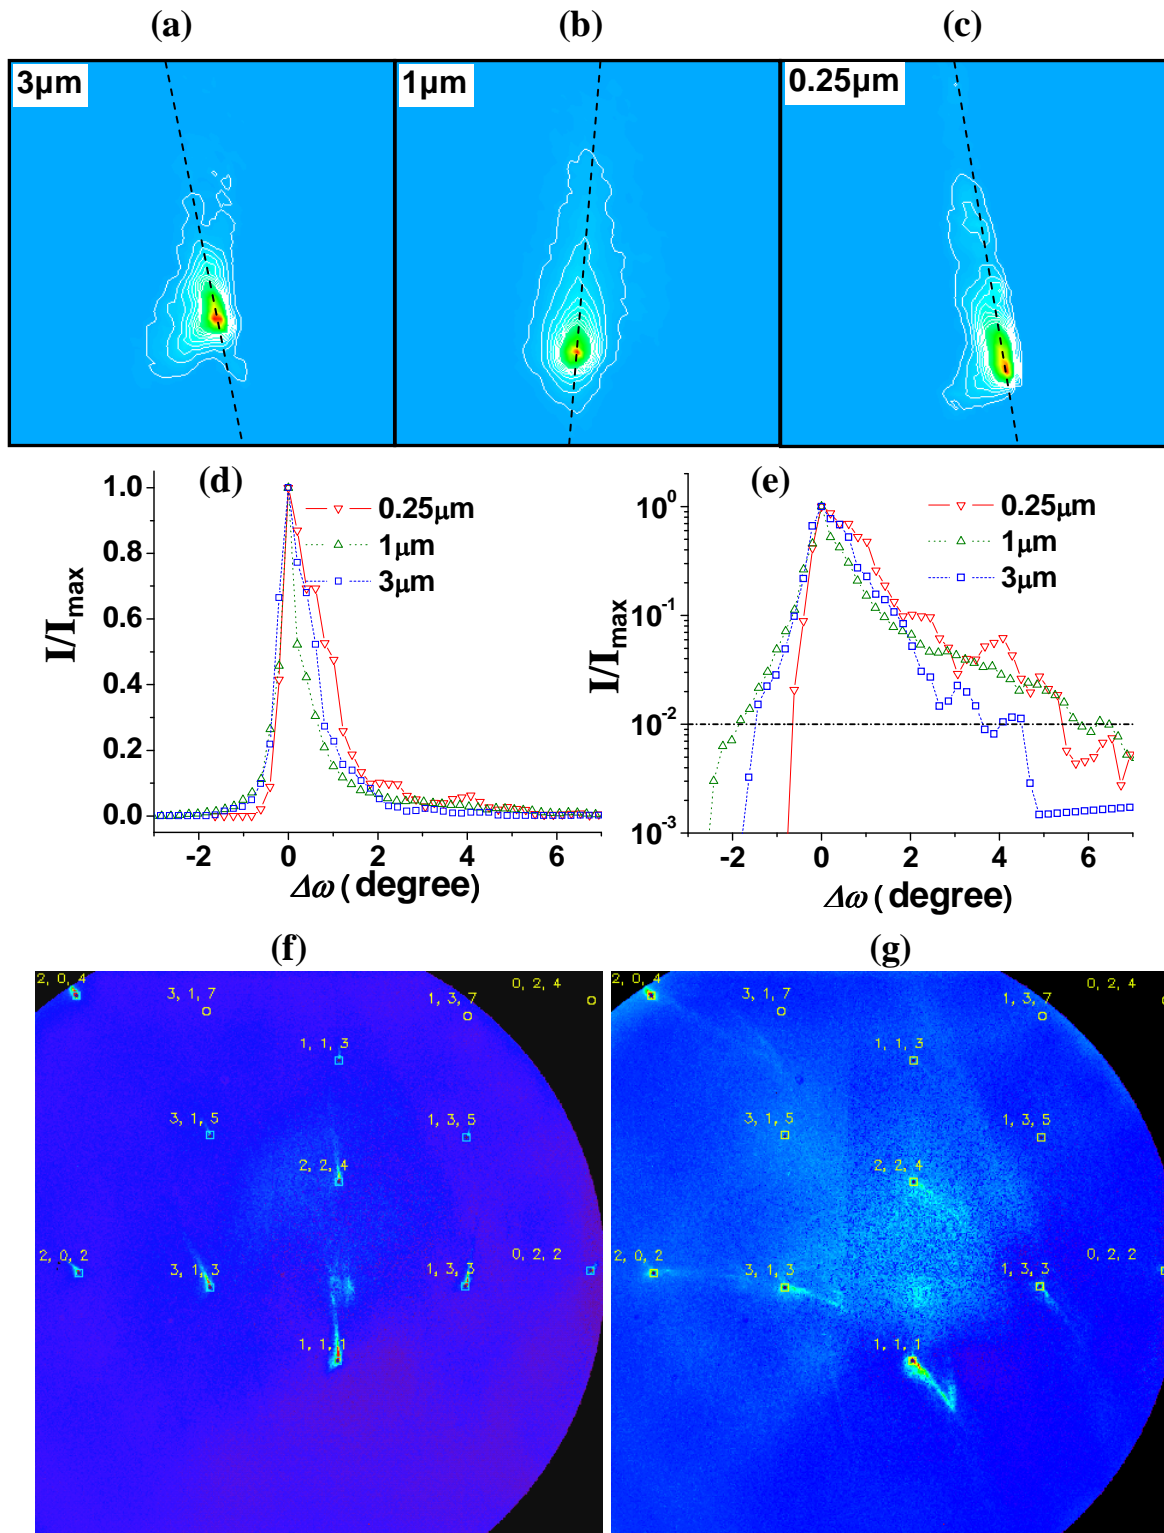 (a) (b) (c)
3μm 1μm 0.25μm
(d) (e)
I/Imax
1.0
0.8
0.6
0.4
0.2
0.0
0.25μm
1μm
3μm
-2 0 2 4 6
Δω (degree)
I/Imax
10^0
10^-1
10^-2
10^-3
0.25μm
1μm
3μm
-2 0 2 4 6
Δω (degree)
(f) (g)
2, 0, 4
0, 2, 4
3, 1, 7
1, 3, 7
1, 1, 3
3, 1, 5
1, 3, 5
2, 2, 4
2, 0, 2
0, 2, 2
3, 1, 3
1, 3, 3
1, 1, 1
2, 0, 4
0, 2, 4
3, 1, 7
1, 3, 7
1, 1, 3
3, 1, 5
1, 3, 5
2, 2, 4
2, 0, 2
0, 2, 2
3, 1, 3
1, 3, 3
1, 1, 1